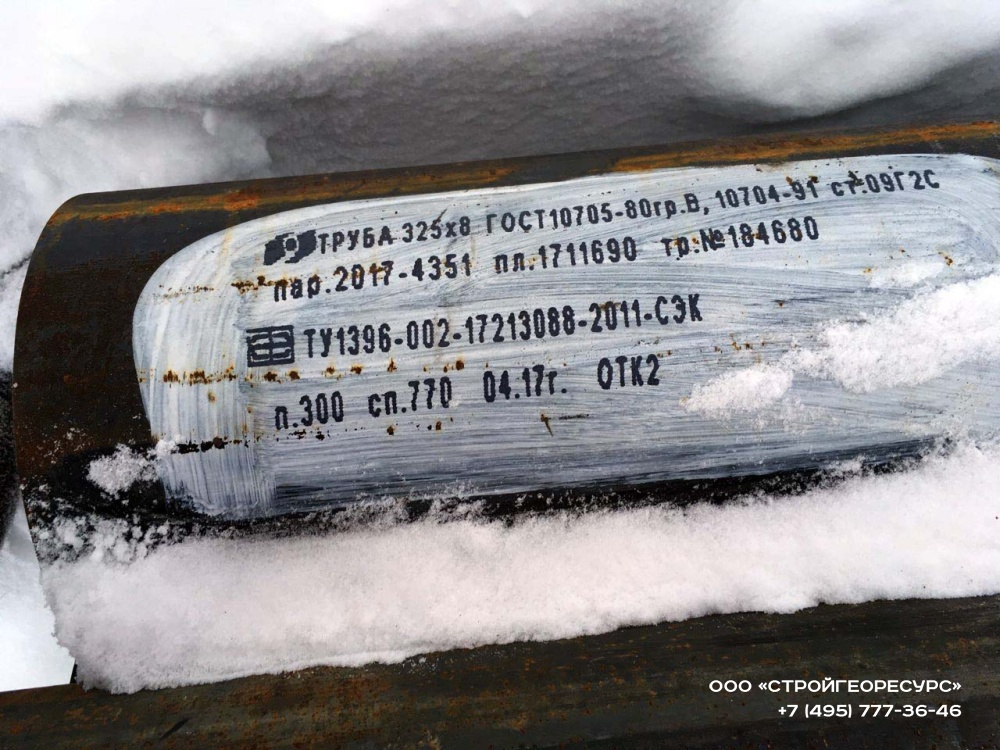 ТРУБА 325х8 ГОСТ10705-80гр.В, 10704-91 ст.09Г2С
пар.2017-4351 пл.1711690 тр.№184680
ТУ1396-002-17213088-2011-СЭК
п.300 сп.770 04.17г. ОТК2
ООО «СТРОЙГЕОРЕСУРС»
+7 (495) 777-36-46